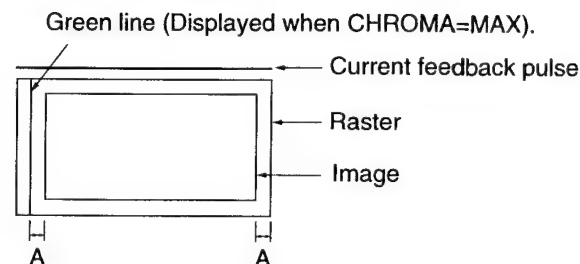 Green line (Displayed when CHROMA=MAX).
Current feedback pulse
Raster
Image
A A